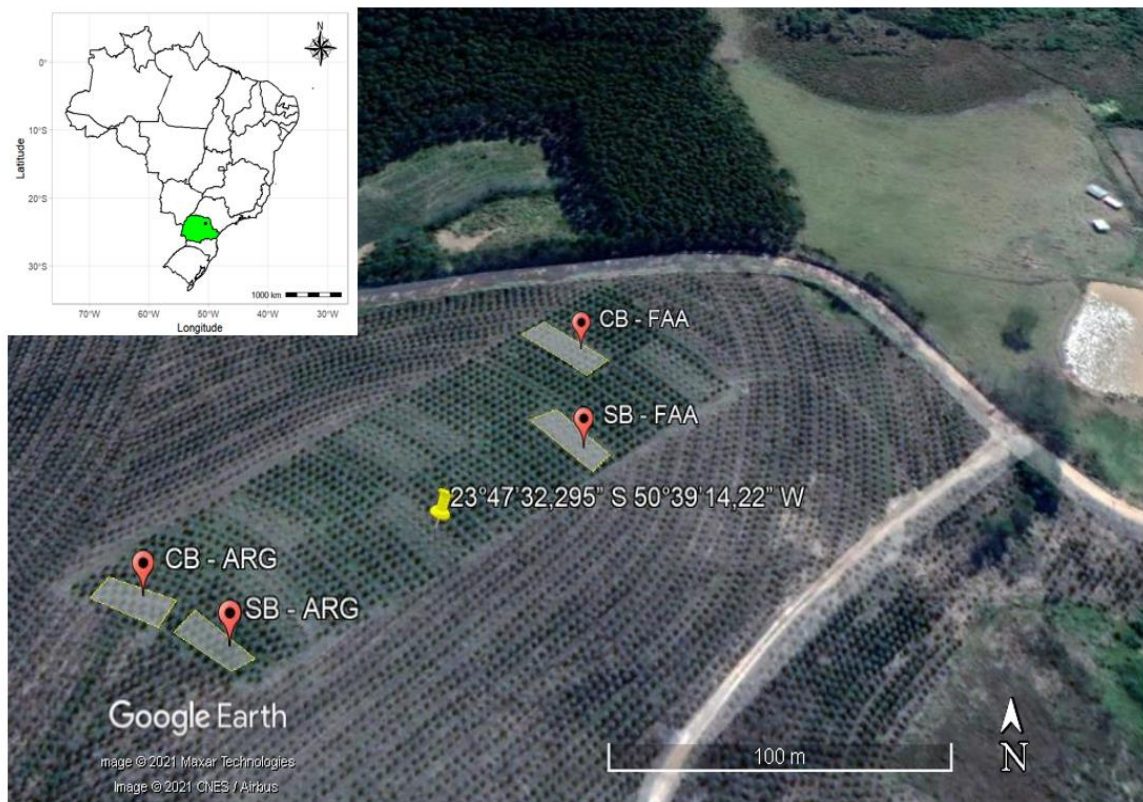 N
0°
10°S
20°S
30°S
Latitude
1000 km
70°W 60°W 50°W 40°W 30°W
Longitude
CB - FAA
SB - FAA
23°47'32,295" S 50°39'14,22" W
CB - ARG
SB - ARG
Google Earth
mage © 2021 Maxar Technologies
Image © 2021 CNES / Airbus
100 m
N